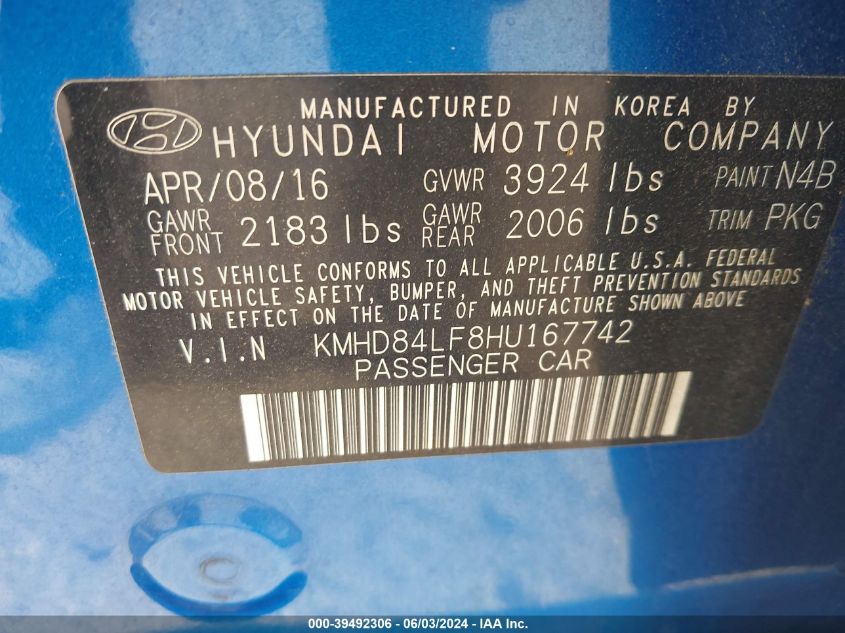 MANUFACTURED IN KOREA BY
HYUNDAI MOTOR COMPANY
APR/08/16 GVWR 3924 lbs PAINT N4B
GAWR FRONT 2183 lbs GAWR REAR 2006 lbs TRIM PKG
THIS VEHICLE CONFORMS TO ALL APPLICABLE U.S.A. FEDERAL
MOTOR VEHICLE SAFETY, BUMPER, AND THEFT PREVENTION STANDARDS
IN EFFECT ON THE DATE OF MANUFACTURE SHOWN ABOVE
V.I.N KMHD84LF8HU167742
PASSENGER CAR
000-39492306 - 06/03/2024 - IAA Inc.